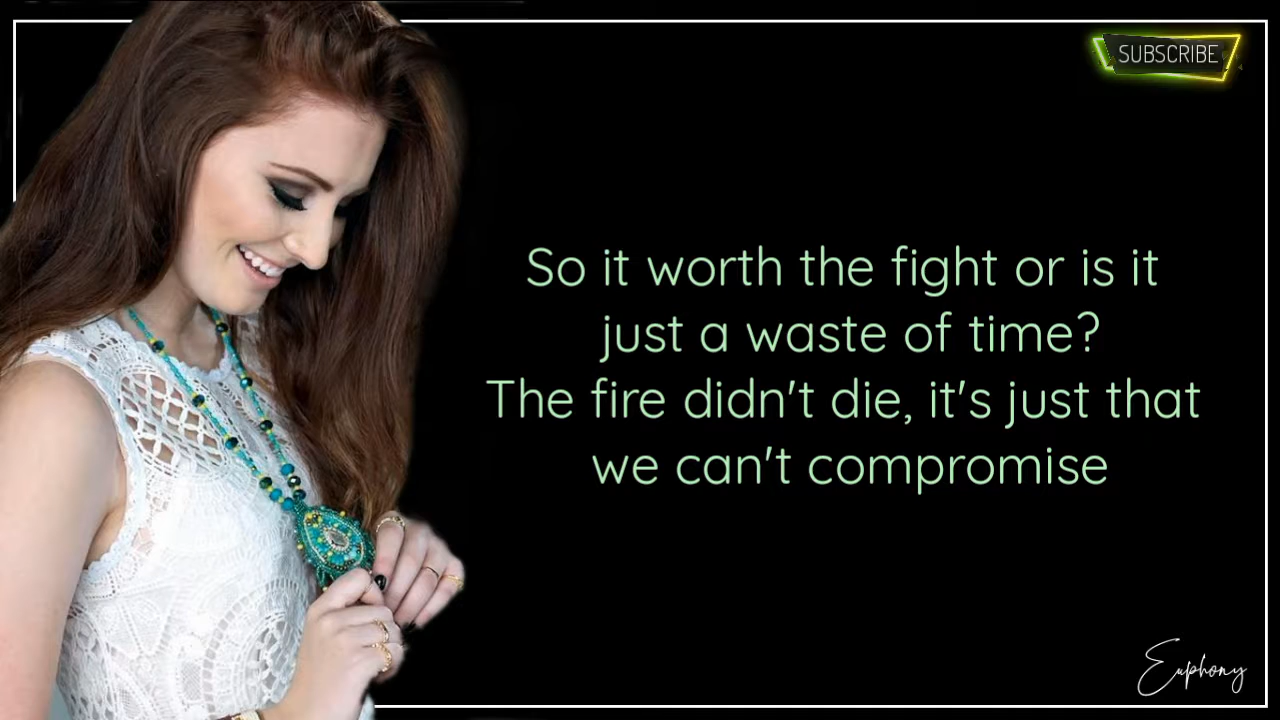 SUBSCRIBE
So it worth the fight or is it
just a waste of time?
The fire didn't die, it's just that
we can't compromise
Euphony